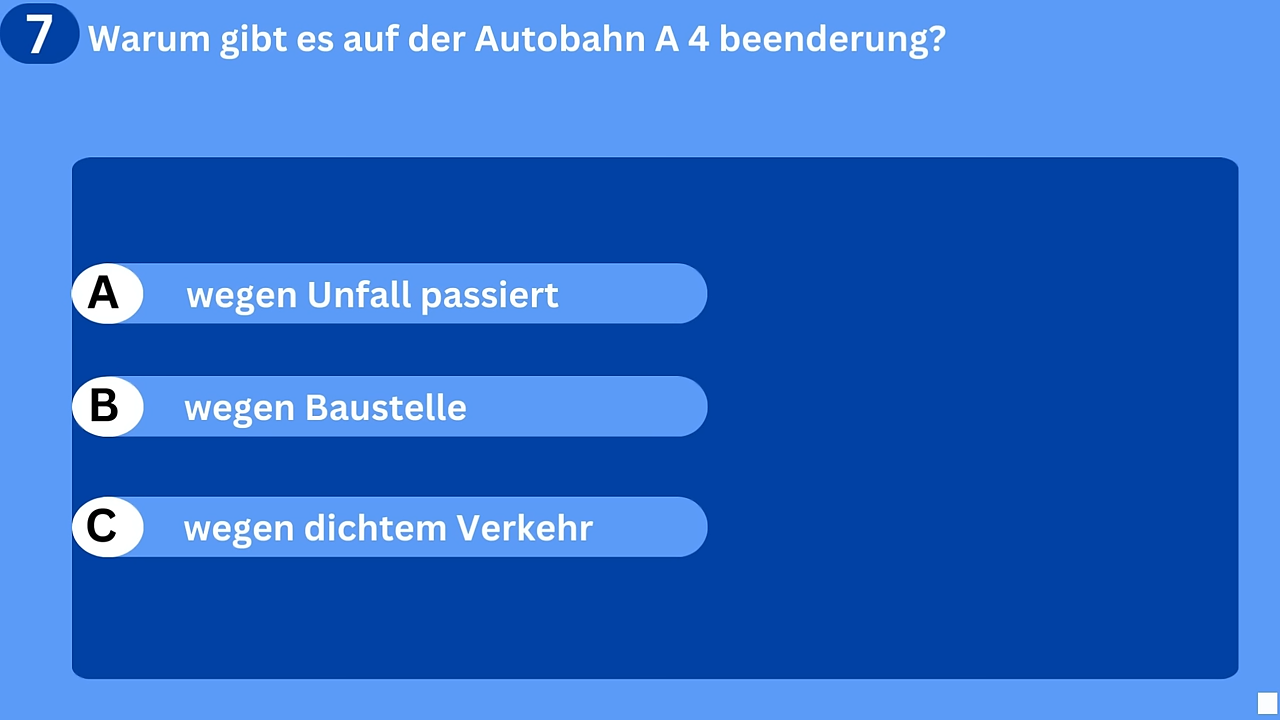 7 Warum gibt es auf der Autobahn A 4 beenderung?
A wegen Unfall passiert
B wegen Baustelle
C wegen dichtem Verkehr